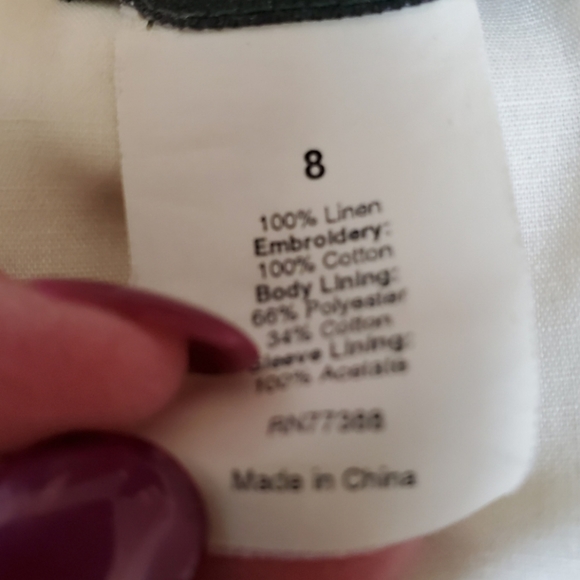 8
100% Linen
Embroidery:
100% Cotton
Body Lining:
66% Polyester
34% Cotton
Sleeve Lining:
100% Acetate
RN77388
Made in China